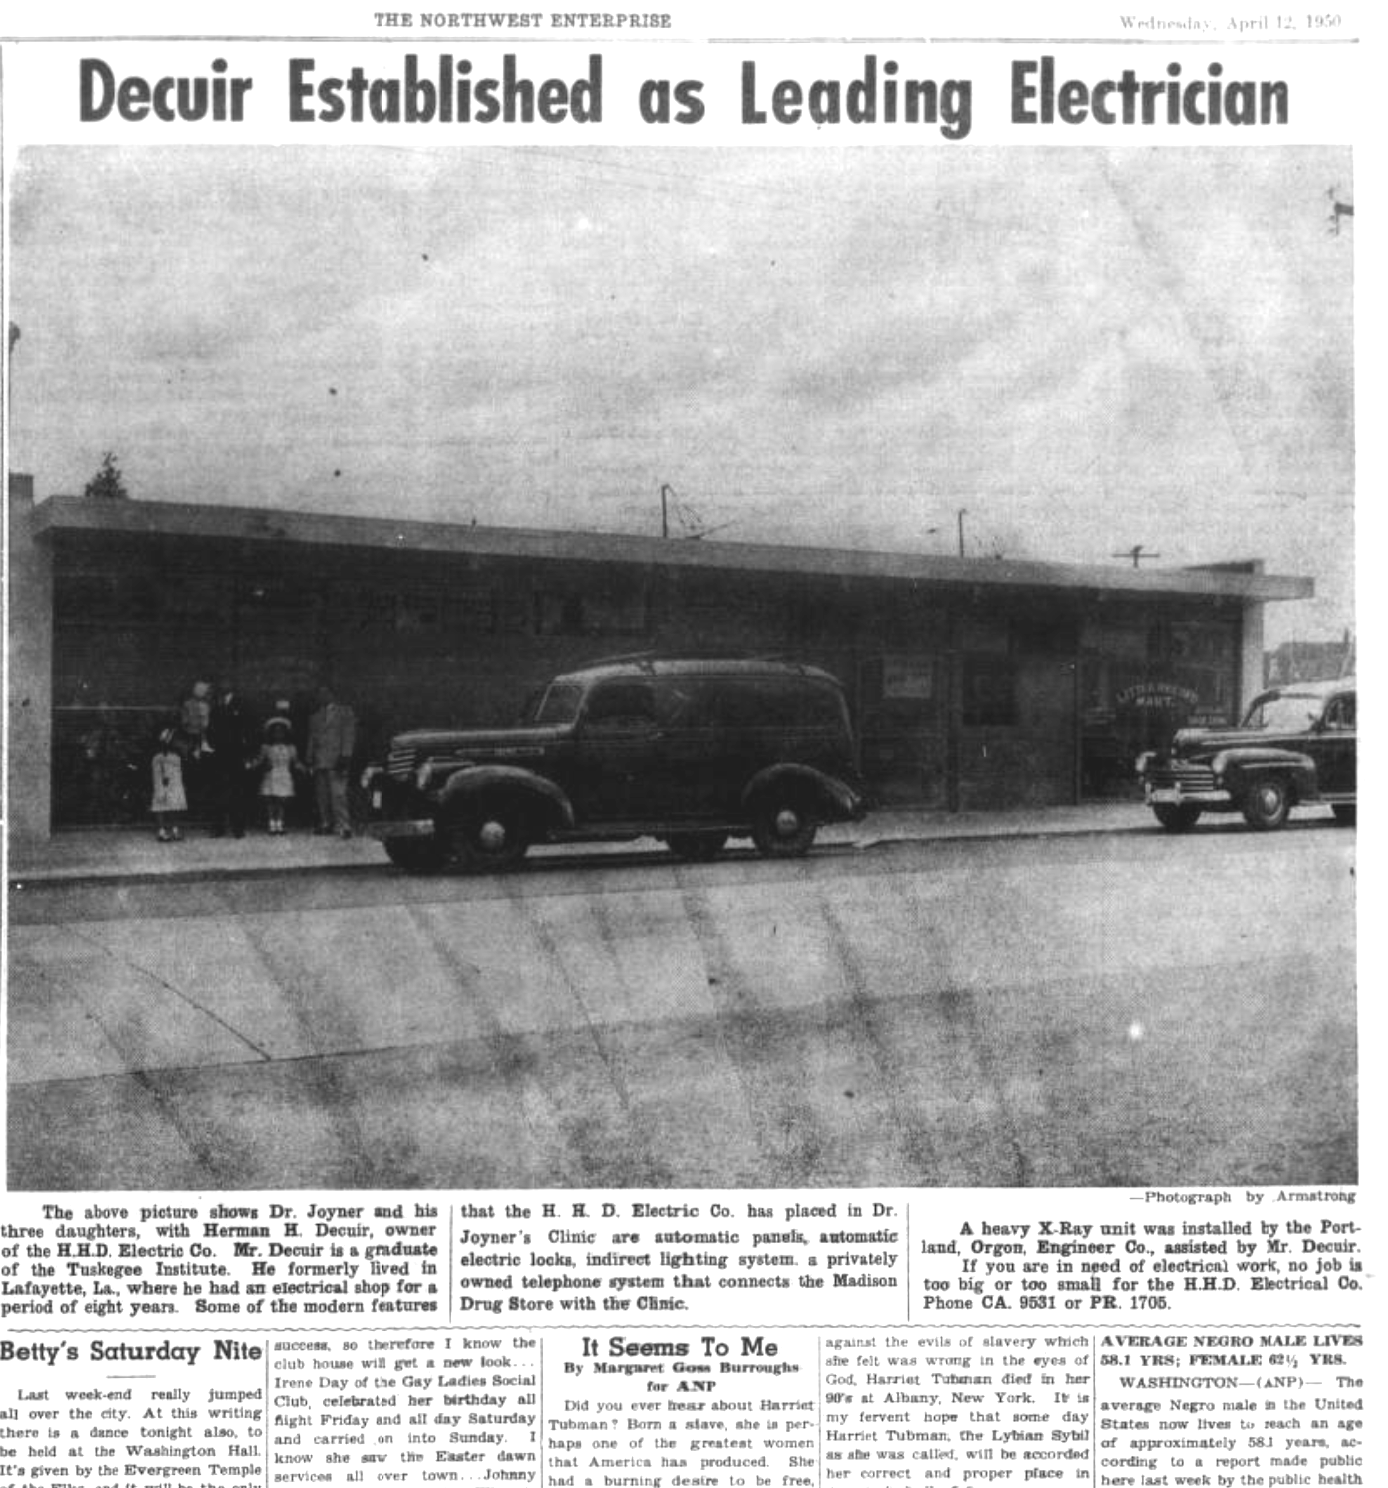 THE NORTHWEST ENTERPRISE
Wednesday, April 12, 1950
Decuir Established as Leading Electrician
MART.
—Photograph by Armstrong
The above picture shows Dr. Joyner and his
three daughters, with Herman H. Decuir, owner
of the H.H.D. Electric Co. Mr. Decuir is a graduate
of the Tuskegee Institute. He formerly lived in
Lafayette, La., where he had an electrical shop for a
period of eight years. Some of the modern features
that the H. H. D. Electric Co. has placed in Dr.
Joyner's Clinic are automatic panels, automatic
electric locks, indirect lighting system. a privately
owned telephone system that connects the Madison
Drug Store with the Clinic.
A heavy X-Ray unit was installed by the Port-
land, Orgon, Engineer Co., assisted by Mr. Decuir.
If you are in need of electrical work, no job is
too big or too small for the H.H.D. Electrical Co.
Phone CA. 9531 or PR. 1705.
Betty's Saturday Nite
Last week-end really jumped
all over the city. At this writing
there is a dance tonight also, to
be held at the Washington Hall.
It's given by the Evergreen Temple
of the Elks, and it will be the only
success, so therefore I know the
club house will get a new look...
Irene Day of the Gay Ladies Social
Club, celebrated her birthday all
night Friday and all day Saturday
and carried on into Sunday. I
know she saw the Easter dawn
services all over town...Johnny
It Seems To Me
By Margaret Goss Burroughs
for ANP
Did you ever hear about Harriet
Tubman? Born a slave, she is per-
haps one of the greatest women
that America has produced. She
had a burning desire to be free,
against the evils of slavery which
she felt was wrong in the eyes of
God, Harriet Tubman died in her
90's at Albany, New York. It is
my fervent hope that some day
Harriet Tubman, the Lybian Sybil
as she was called, will be accorded
her correct and proper place in
AVERAGE NEGRO MALE LIVES
58.1 YRS; FEMALE 62½ YRS.
WASHINGTON—(ANP)— The
average Negro male in the United
States now lives to reach an age
of approximately 58.1 years, ac-
cording to a report made public
here last week by the public health